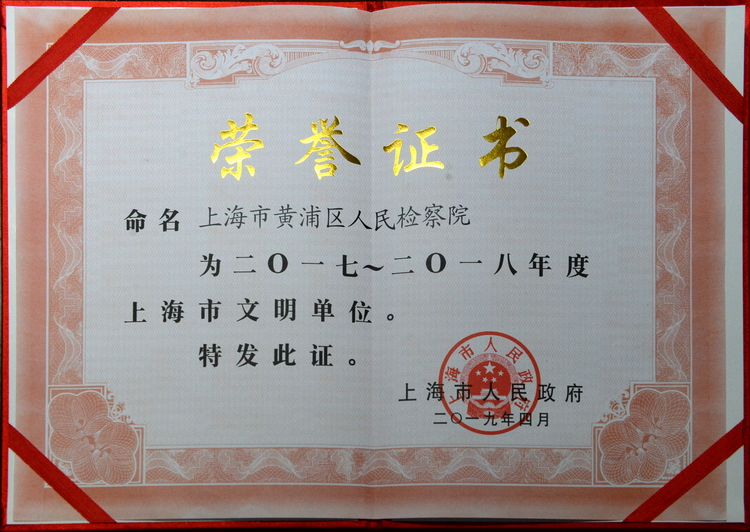 荣誉证书
命名 上海市黄浦区人民检察院
为二〇一七～二〇一八年度
上海市文明单位。
特发此证。
上海市人民政府
上海市人民政府
二〇一九年四月